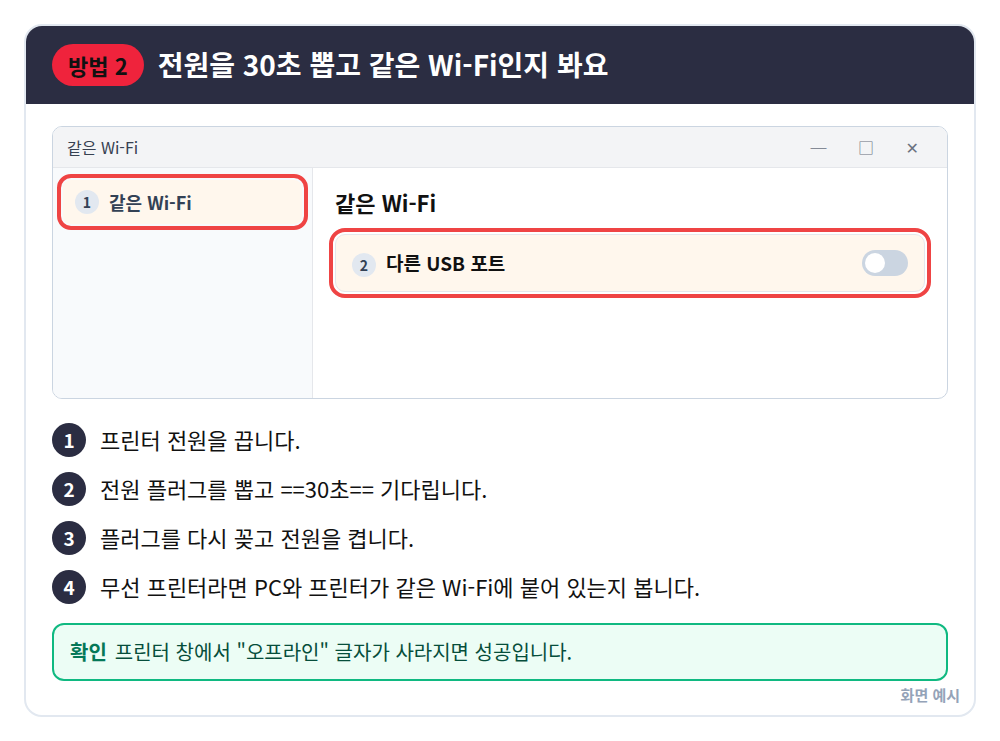 방법 2 전원을 30초 뽑고 같은 Wi-Fi인지 봐요
같은 Wi-Fi
1 같은 Wi-Fi
같은 Wi-Fi
2 다른 USB 포트
1 프린터 전원을 끕니다.
2 전원 플러그를 뽑고 ==30초== 기다립니다.
3 플러그를 다시 꽂고 전원을 켭니다.
4 무선 프린터라면 PC와 프린터가 같은 Wi-Fi에 붙어 있는지 봅니다.
확인 프린터 창에서 "오프라인" 글자가 사라지면 성공입니다.
화면 예시